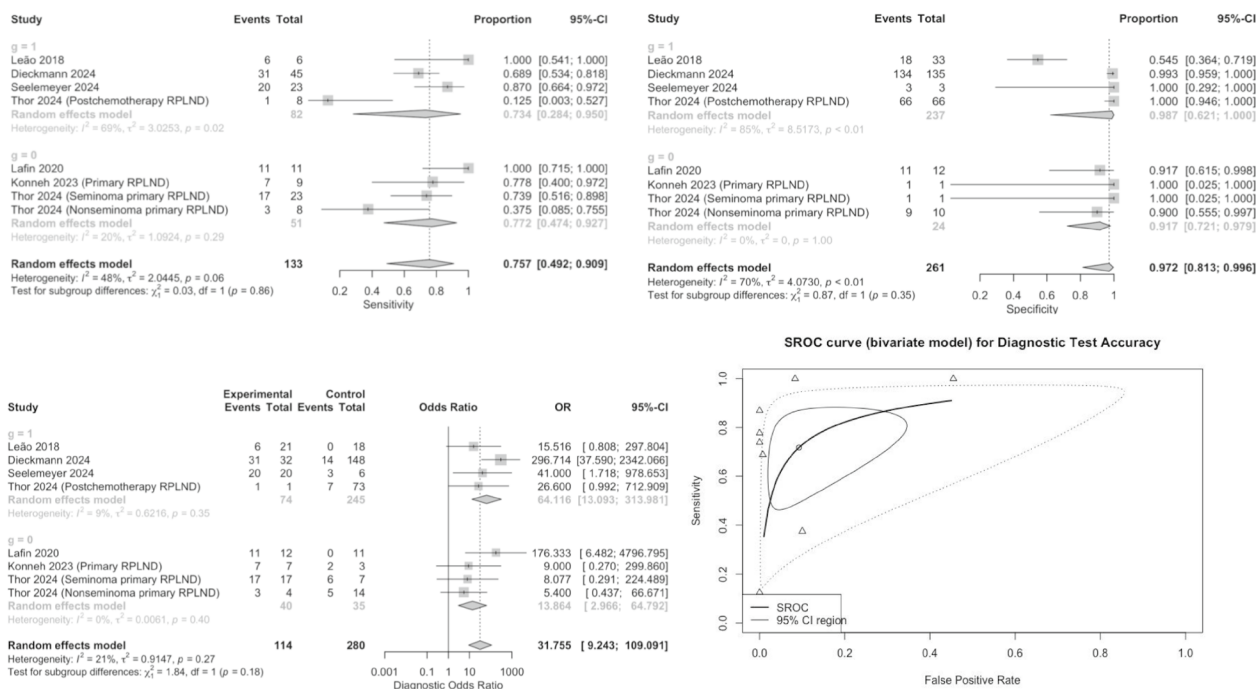 Study Events Total Proportion 95%-CI
g = 1
Leão 2018 6 6 1.000 [0.541; 1.000]
Dieckmann 2024 31 45 0.689 [0.534; 0.818]
Seelemeyer 2024 20 23 0.870 [0.664; 0.972]
Thor 2024 (Postchemotherapy RPLND) 1 8 0.125 [0.003; 0.527]
Random effects model 82 0.734 [0.284; 0.950]
Heterogeneity: I² = 69%, τ² = 3.0253, p = 0.02
g = 0
Lafin 2020 11 11 1.000 [0.715; 1.000]
Konneh 2023 (Primary RPLND) 7 9 0.778 [0.400; 0.972]
Thor 2024 (Seminoma primary RPLND) 17 23 0.739 [0.516; 0.898]
Thor 2024 (Nonseminoma primary RPLND) 3 8 0.375 [0.085; 0.755]
Random effects model 51 0.772 [0.474; 0.927]
Heterogeneity: I² = 20%, τ² = 1.0924, p = 0.29
Random effects model 133 0.757 [0.492; 0.909]
Heterogeneity: I² = 48%, τ² = 2.0445, p = 0.06
Test for subgroup differences: χ²₁ = 0.03, df = 1 (p = 0.86)
0.2 0.4 0.6 0.8 1
Sensitivity
Study Events Total Proportion 95%-CI
g = 1
Leão 2018 18 33 0.545 [0.364; 0.719]
Dieckmann 2024 134 135 0.993 [0.959; 1.000]
Seelemeyer 2024 3 3 1.000 [0.292; 1.000]
Thor 2024 (Postchemotherapy RPLND) 66 66 1.000 [0.946; 1.000]
Random effects model 237 0.987 [0.621; 1.000]
Heterogeneity: I² = 85%, τ² = 8.5173, p < 0.01
g = 0
Lafin 2020 11 12 0.917 [0.615; 0.998]
Konneh 2023 (Primary RPLND) 1 1 1.000 [0.025; 1.000]
Thor 2024 (Seminoma primary RPLND) 1 1 1.000 [0.025; 1.000]
Thor 2024 (Nonseminoma primary RPLND) 9 10 0.900 [0.555; 0.997]
Random effects model 24 0.917 [0.721; 0.979]
Heterogeneity: I² = 0%, τ² = 0, p = 1.00
Random effects model 261 0.972 [0.813; 0.996]
Heterogeneity: I² = 70%, τ² = 4.0730, p < 0.01
Test for subgroup differences: χ²₁ = 0.87, df = 1 (p = 0.35)
0.2 0.4 0.6 0.8 1
Specificity
Experimental Control
Study Events Total Events Total Odds Ratio OR 95%-CI
g = 1
Leão 2018 6 21 0 18 15.516 [ 0.808; 297.804]
Dieckmann 2024 31 32 14 148 296.714 [37.590; 2342.066]
Seelemeyer 2024 20 20 3 6 41.000 [ 1.718; 978.653]
Thor 2024 (Postchemotherapy RPLND) 1 1 7 73 26.600 [ 0.992; 712.909]
Random effects model 74 245 64.116 [13.093; 313.981]
Heterogeneity: I² = 9%, τ² = 0.6216, p = 0.35
g = 0
Lafin 2020 11 12 0 11 176.333 [ 6.482; 4796.795]
Konneh 2023 (Primary RPLND) 7 7 2 3 9.000 [ 0.270; 299.860]
Thor 2024 (Seminoma primary RPLND) 17 17 6 7 8.077 [ 0.291; 224.489]
Thor 2024 (Nonseminoma primary RPLND) 3 4 5 14 5.400 [ 0.437; 66.671]
Random effects model 40 35 13.864 [ 2.966; 64.792]
Heterogeneity: I² = 0%, τ² = 0.0061, p = 0.40
Random effects model 114 280 31.755 [ 9.243; 109.091]
Heterogeneity: I² = 21%, τ² = 0.9147, p = 0.27
Test for subgroup differences: χ²₁ = 1.84, df = 1 (p = 0.18)
0.001 0.1 1 10 1000
Diagnostic Odds Ratio
SROC curve (bivariate model) for Diagnostic Test Accuracy
Sensitivity
1.0
0.8
0.6
0.4
0.2
0.0
SROC
95% CI region
0.0 0.2 0.4 0.6 0.8 1.0
False Positive Rate